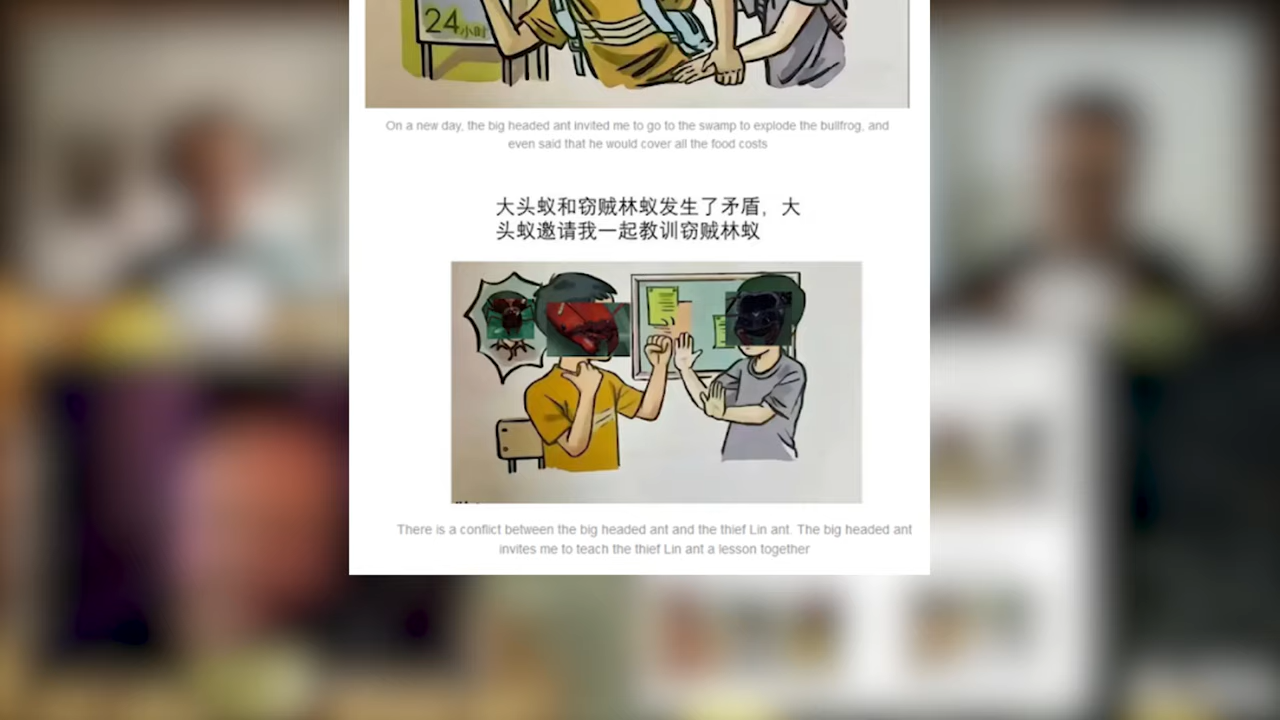 24小时
On a new day, the big headed ant invited me to go to the swamp to explode the bullfrog, and
even said that he would cover all the food costs
大头蚁和窃贼林蚁发生了矛盾，大
头蚁邀请我一起教训窃贼林蚁
There is a conflict between the big headed ant and the thief Lin ant. The big headed ant
invites me to teach the thief Lin ant a lesson together